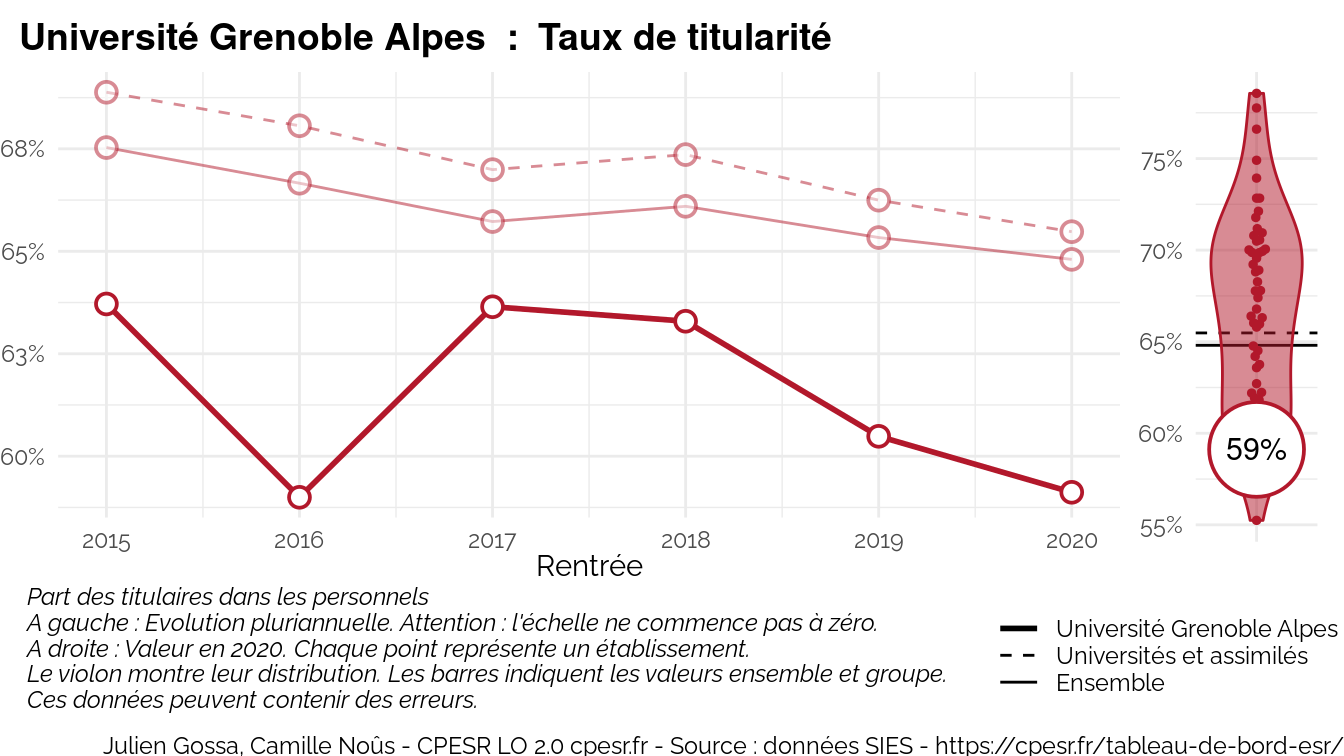 Université Grenoble Alpes : Taux de titularité
68%
65%
63%
60%
2015 2016 2017 2018 2019 2020
Rentrée
75%
70%
65%
60%
55%
59%
Part des titulaires dans les personnels
A gauche : Evolution pluriannuelle. Attention : l'échelle ne commence pas à zéro.
A droite : Valeur en 2020. Chaque point représente un établissement.
Le violon montre leur distribution. Les barres indiquent les valeurs ensemble et groupe.
Ces données peuvent contenir des erreurs.
Université Grenoble Alpes
Universités et assimilés
Ensemble
Julien Gossa, Camille Noûs - CPESR LO 2.0 cpesr.fr - Source : données SIES - https://cpesr.fr/tableau-de-bord-esr/